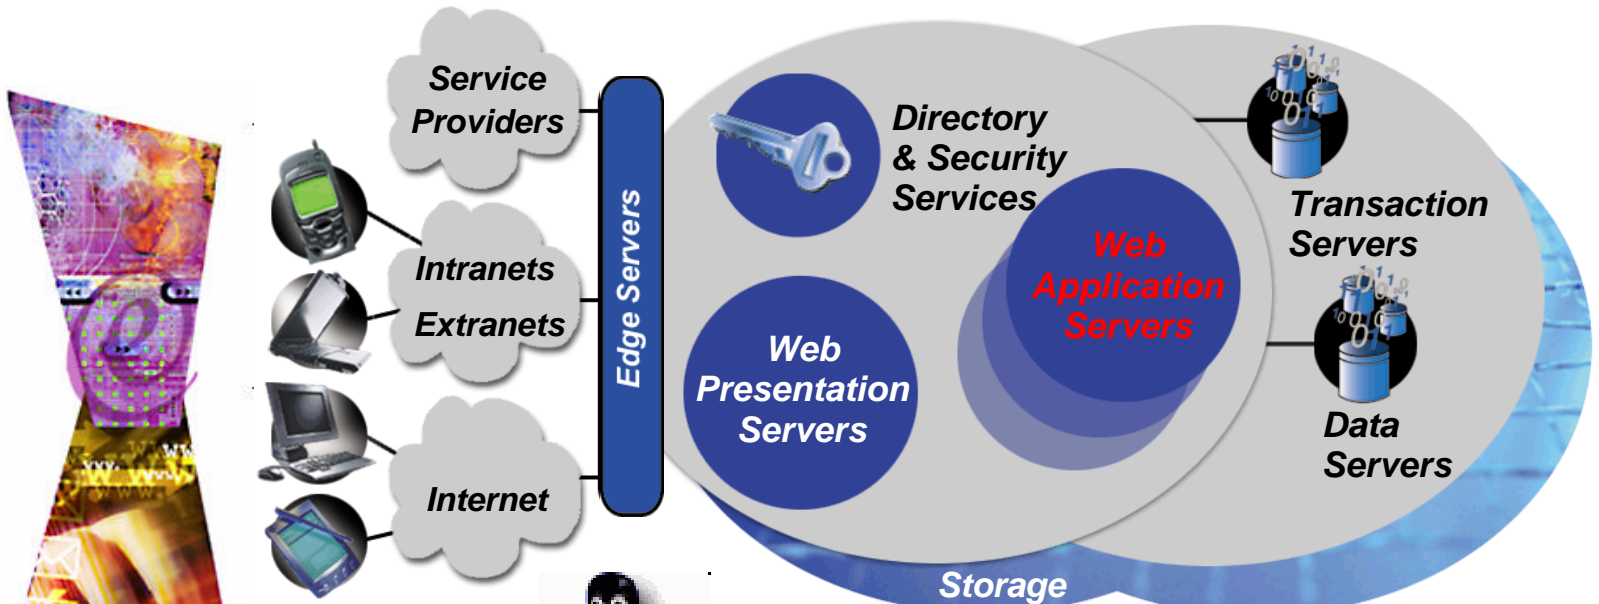 Service
Providers
Intranets
Extranets
Internet
Edge Servers
Directory
& Security
Services
Web
Presentation
Servers
Web
Application
Servers
Transaction
Servers
Data
Servers
Storage